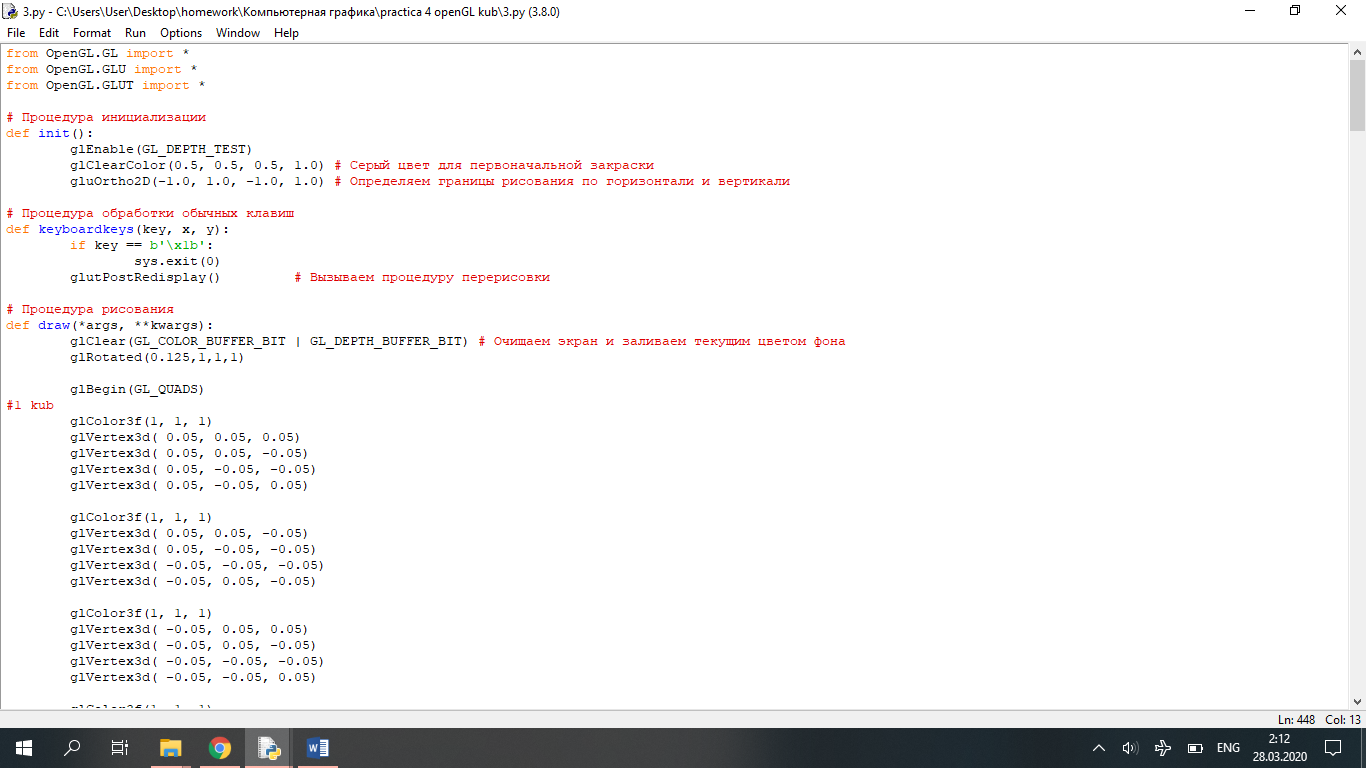 3.py - C:\Users\User\Desktop\homework\Компьютерная графика\practica 4 openGL kub\3.py (3.8.0)
File Edit Format Run Options Window Help
from OpenGL.GL import *
from OpenGL.GLU import *
from OpenGL.GLUT import *
# Процедура инициализации
def init():
glEnable(GL_DEPTH_TEST)
glClearColor(0.5, 0.5, 0.5, 1.0) # Серый цвет для первоначальной закраски
gluOrtho2D(-1.0, 1.0, -1.0, 1.0) # Определяем границы рисования по горизонтали и вертикали
# Процедура обработки обычных клавиш
def keyboardkeys(key, x, y):
if key == b'\x1b':
sys.exit(0)
glutPostRedisplay() # Вызываем процедуру перерисовки
# Процедура рисования
def draw(*args, **kwargs):
glClear(GL_COLOR_BUFFER_BIT | GL_DEPTH_BUFFER_BIT) # Очищаем экран и заливаем текущим цветом фона
glRotated(0.125,1,1,1)
glBegin(GL_QUADS)
#1 kub
glColor3f(1, 1, 1)
glVertex3d( 0.05, 0.05, 0.05)
glVertex3d( 0.05, 0.05, -0.05)
glVertex3d( 0.05, -0.05, -0.05)
glVertex3d( 0.05, -0.05, 0.05)
glColor3f(1, 1, 1)
glVertex3d( 0.05, 0.05, -0.05)
glVertex3d( 0.05, -0.05, -0.05)
glVertex3d( -0.05, -0.05, -0.05)
glVertex3d( -0.05, 0.05, -0.05)
glColor3f(1, 1, 1)
glVertex3d( -0.05, 0.05, 0.05)
glVertex3d( -0.05, 0.05, -0.05)
glVertex3d( -0.05, -0.05, -0.05)
glVertex3d( -0.05, -0.05, 0.05)
glColor3f(1, 1, 1)
Ln: 448 Col: 13
ENG
2:12
28.03.2020